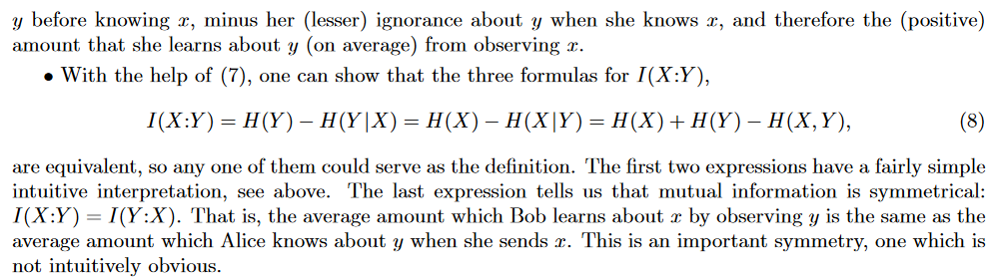 y before knowing x, minus her (lesser) ignorance about y when she knows x, and therefore the (positive)
amount that she learns about y (on average) from observing x.
• With the help of (7), one can show that the three formulas for I(X:Y),
I(X:Y) = H(Y) − H(Y|X) = H(X) − H(X|Y) = H(X) + H(Y) − H(X,Y), (8)
are equivalent, so any one of them could serve as the definition. The first two expressions have a fairly simple
intuitive interpretation, see above. The last expression tells us that mutual information is symmetrical:
I(X:Y) = I(Y:X). That is, the average amount which Bob learns about x by observing y is the same as the
average amount which Alice knows about y when she sends x. This is an important symmetry, one which is
not intuitively obvious.